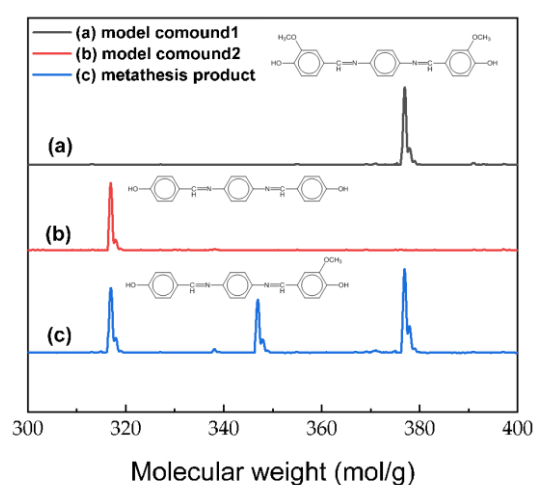 (a) model comound1
(b) model comound2
(c) metathesis product
H₃CO
OCH₃
HO
C=N
H
N=C
H
OH
(a)
HO
C=N
H
N=C
H
OH
(b)
OCH₃
HO
C=N
H
N=C
H
OH
(c)
300 320 340 360 380 400
Molecular weight (mol/g)